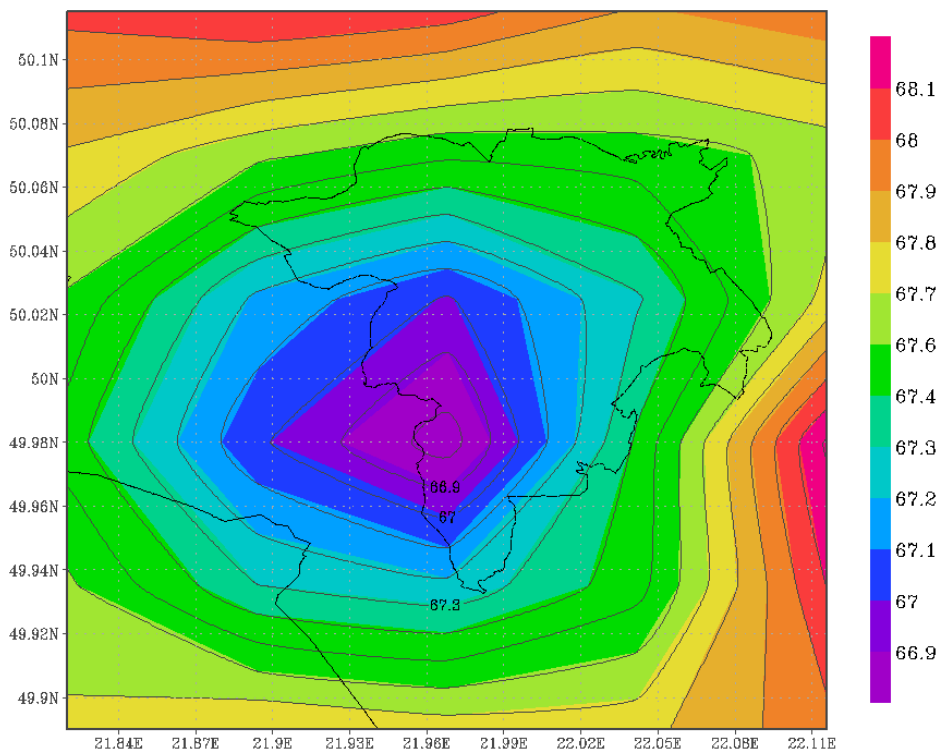 50.1N
50.08N
50.06N
50.04N
50.02N
50N
49.98N
49.96N
49.94N
49.92N
49.9N
66.9
67
67.3
21.84E
21.87E
21.9E
21.93E
21.96E
21.99E
22.02E
22.05E
22.08E
22.11E
68.1
68
67.9
67.8
67.7
67.6
67.4
67.3
67.2
67.1
67
66.9